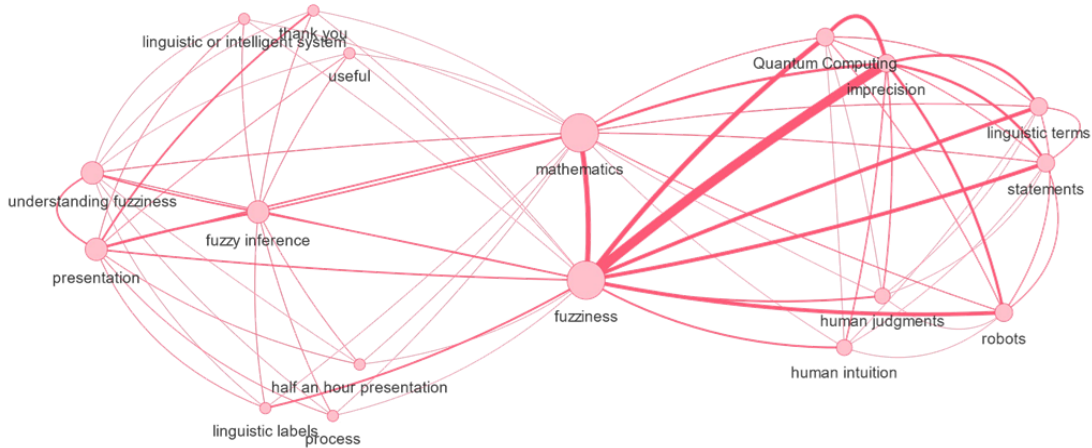 thank you
linguistic or intelligent system
useful
Quantum Computing
imprecision
linguistic terms
mathematics
statements
understanding fuzziness
fuzzy inference
presentation
fuzziness
human judgments
robots
human intuition
half an hour presentation
linguistic labels
process